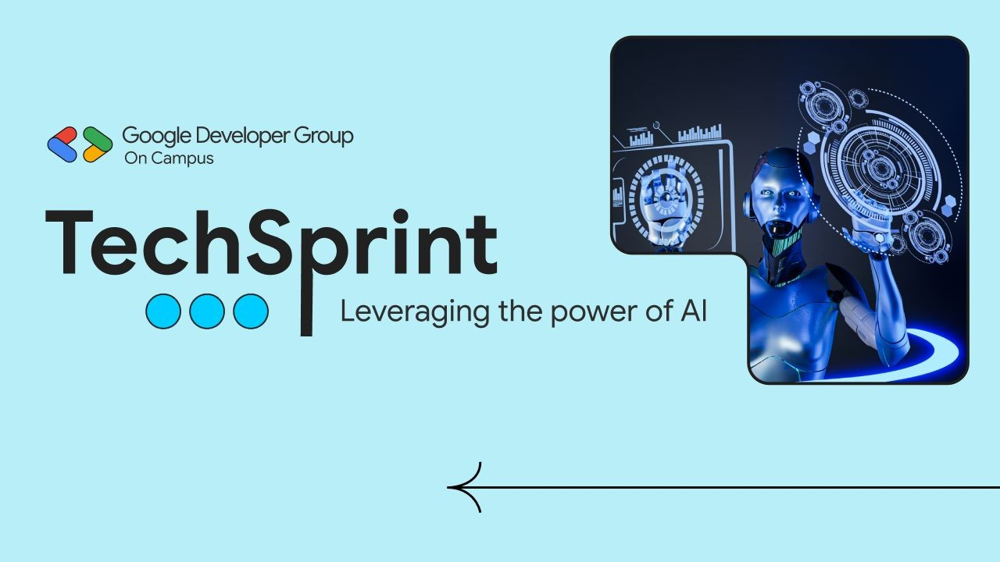 Google Developer Group
On Campus
TechSprint
Leveraging the power of AI